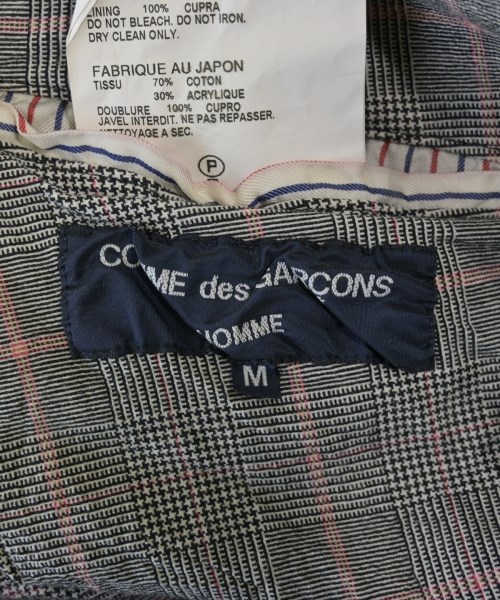 LINING 100% CUPRA
DO NOT BLEACH. DO NOT IRON.
DRY CLEAN ONLY.
FABRIQUE AU JAPON
TISSU 70% COTON
30% ACRYLIQUE
DOUBLURE 100% CUPRO
JAVEL INTERDIT. NE PAS REPASSER.
NETTOYAGE A SEC.
P
COMME des GARÇONS
HOMME
M